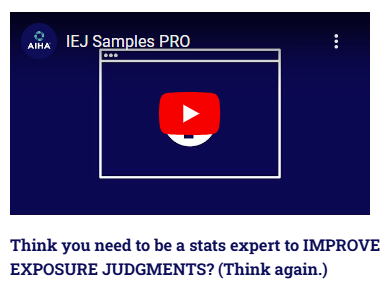 AIHA
IEJ Samples PRO
Think you need to be a stats expert to IMPROVE
EXPOSURE JUDGMENTS? (Think again.)